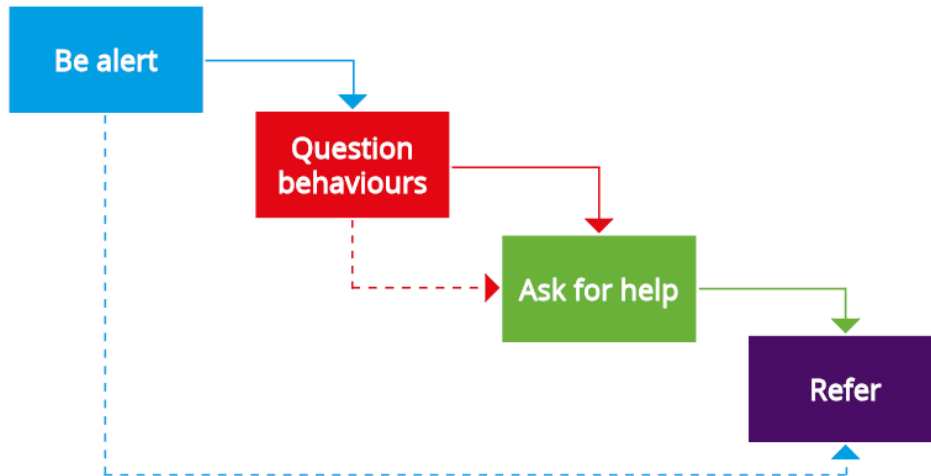 Be alert
Question
behaviours
Ask for help
Refer